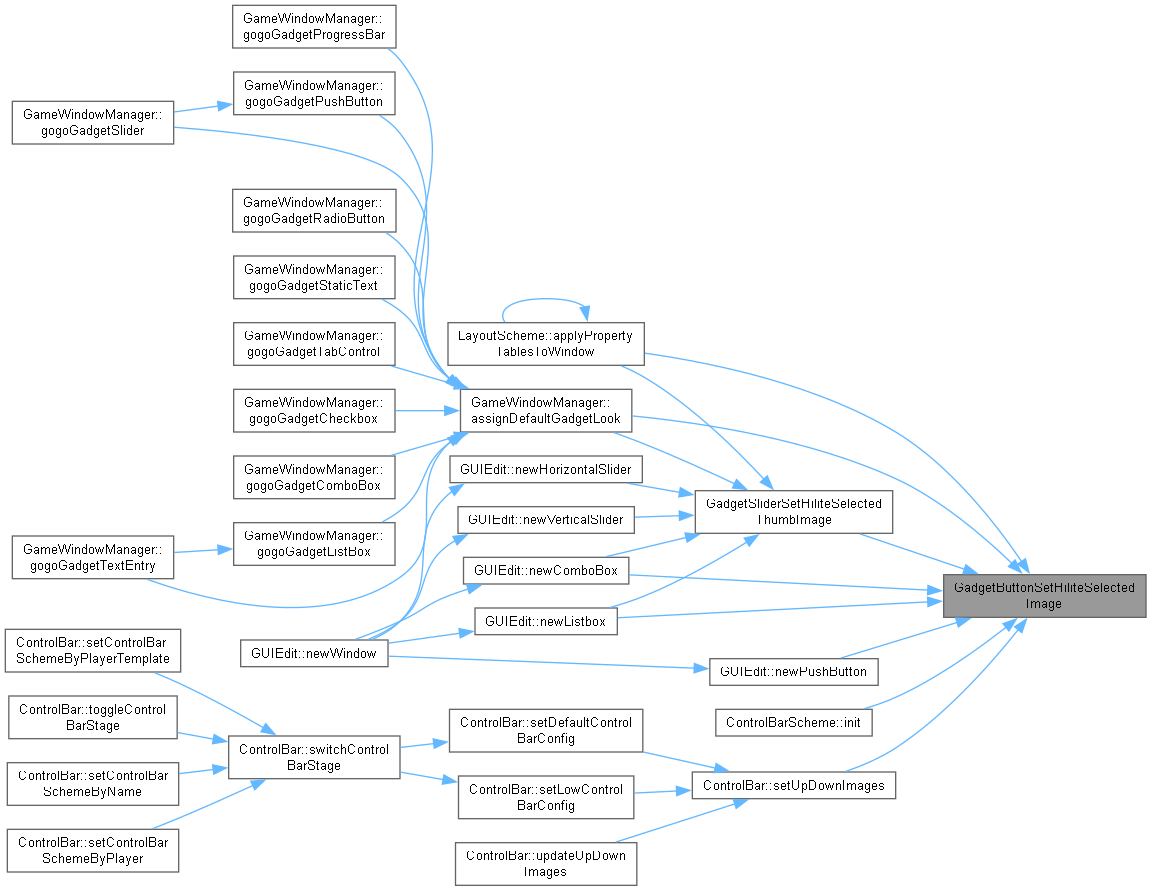 GameWindowManager::
gogoGadgetProgressBar
GameWindowManager::
gogoGadgetPushButton
GameWindowManager::
gogoGadgetSlider
GameWindowManager::
gogoGadgetRadioButton
GameWindowManager::
gogoGadgetStaticText
GameWindowManager::
gogoGadgetTabControl
LayoutScheme::applyProperty
TablesToWindow
GameWindowManager::
gogoGadgetCheckbox
GameWindowManager::
assignDefaultGadgetLook
GameWindowManager::
gogoGadgetComboBox
GUIEdit::newHorizontalSlider
GadgetSliderSetHiliteSelected
ThumbImage
GUIEdit::newVerticalSlider
GameWindowManager::
gogoGadgetListBox
GameWindowManager::
gogoGadgetTextEntry
GUIEdit::newComboBox
GadgetButtonSetHiliteSelected
Image
GUIEdit::newListbox
GUIEdit::newWindow
GUIEdit::newPushButton
ControlBar::setControlBar
SchemeByPlayerTemplate
ControlBar::toggleControl
BarStage
ControlBarScheme::init
ControlBar::setDefaultControl
BarConfig
ControlBar::switchControl
BarStage
ControlBar::setControlBar
SchemeByName
ControlBar::setLowControl
BarConfig
ControlBar::setUpDownImages
ControlBar::setControlBar
SchemeByPlayer
ControlBar::updateUpDown
Images